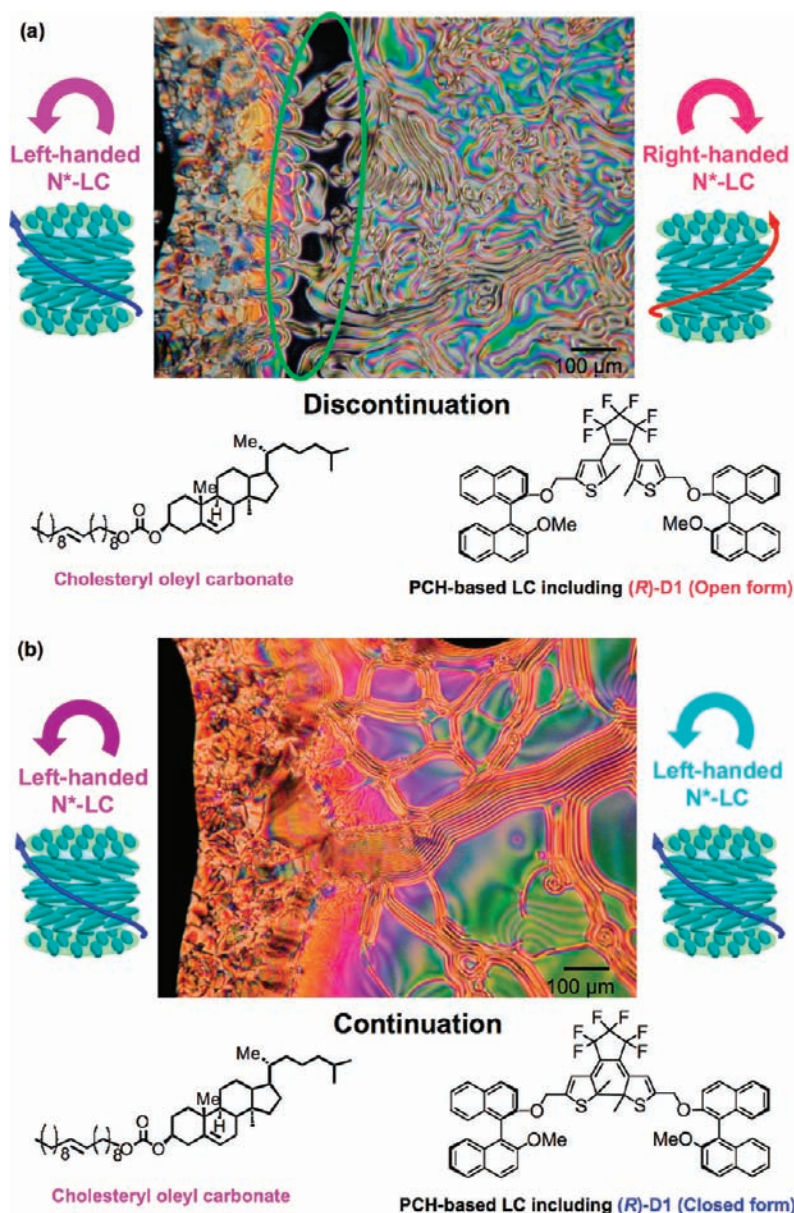 (a)
Left-handed
N*-LC
Right-handed
N*-LC
100 µm
Discontinuation
Me,,
Me
H
( )8 ( )8 O O
O
Cholesteryl oleyl carbonate
F F
F F
F F
S S
O O
OMe MeO
PCH-based LC including (R)-D1 (Open form)
(b)
Left-handed
N*-LC
Left-handed
N*-LC
100 µm
Continuation
Me,,
Me
H
( )8 ( )8 O O
O
Cholesteryl oleyl carbonate
F F
F F
F F
S S
O O
OMe MeO
PCH-based LC including (R)-D1 (Closed form)